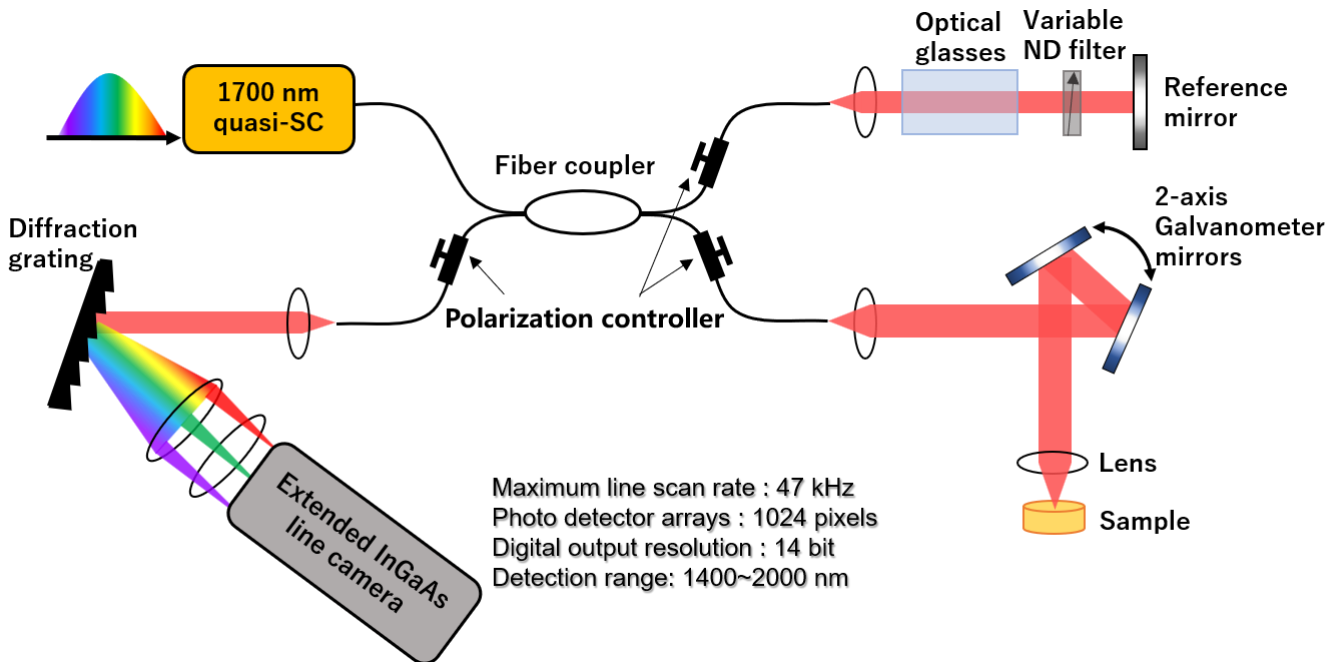 1700 nm
quasi-SC
Optical
glasses
Variable
ND filter
Reference
mirror
Fiber coupler
2-axis
Galvanometer
mirrors
Diffraction
grating
Polarization controller
Lens
Sample
Extended InGaAs
line camera
Maximum line scan rate : 47 kHz
Photo detector arrays : 1024 pixels
Digital output resolution : 14 bit
Detection range: 1400~2000 nm